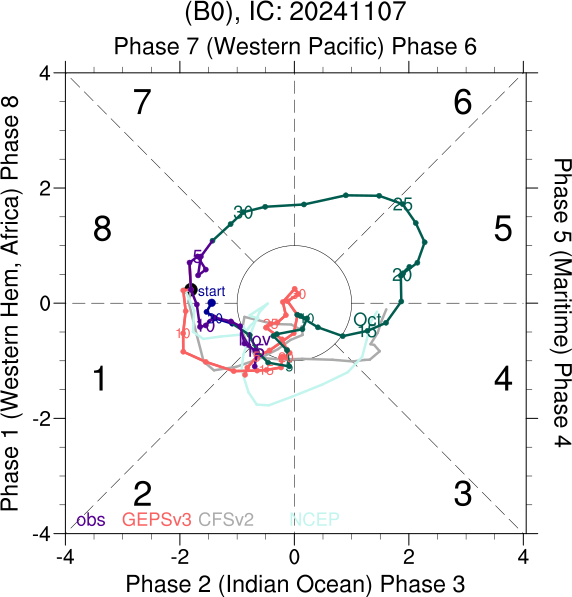 (B0), IC: 20241107
Phase 7 (Western Pacific) Phase 6
Phase 1 (Western Hem, Africa) Phase 8
Phase 5 (Maritime) Phase 4
Phase 2 (Indian Ocean) Phase 3
4
2
0
-2
-4
-4
-2
0
2
4
7
6
8
5
1
4
2
3
30
25
20
15
Oct
5
start
Nov
10
15
obs
GEPSv3
CFSv2
NCEP